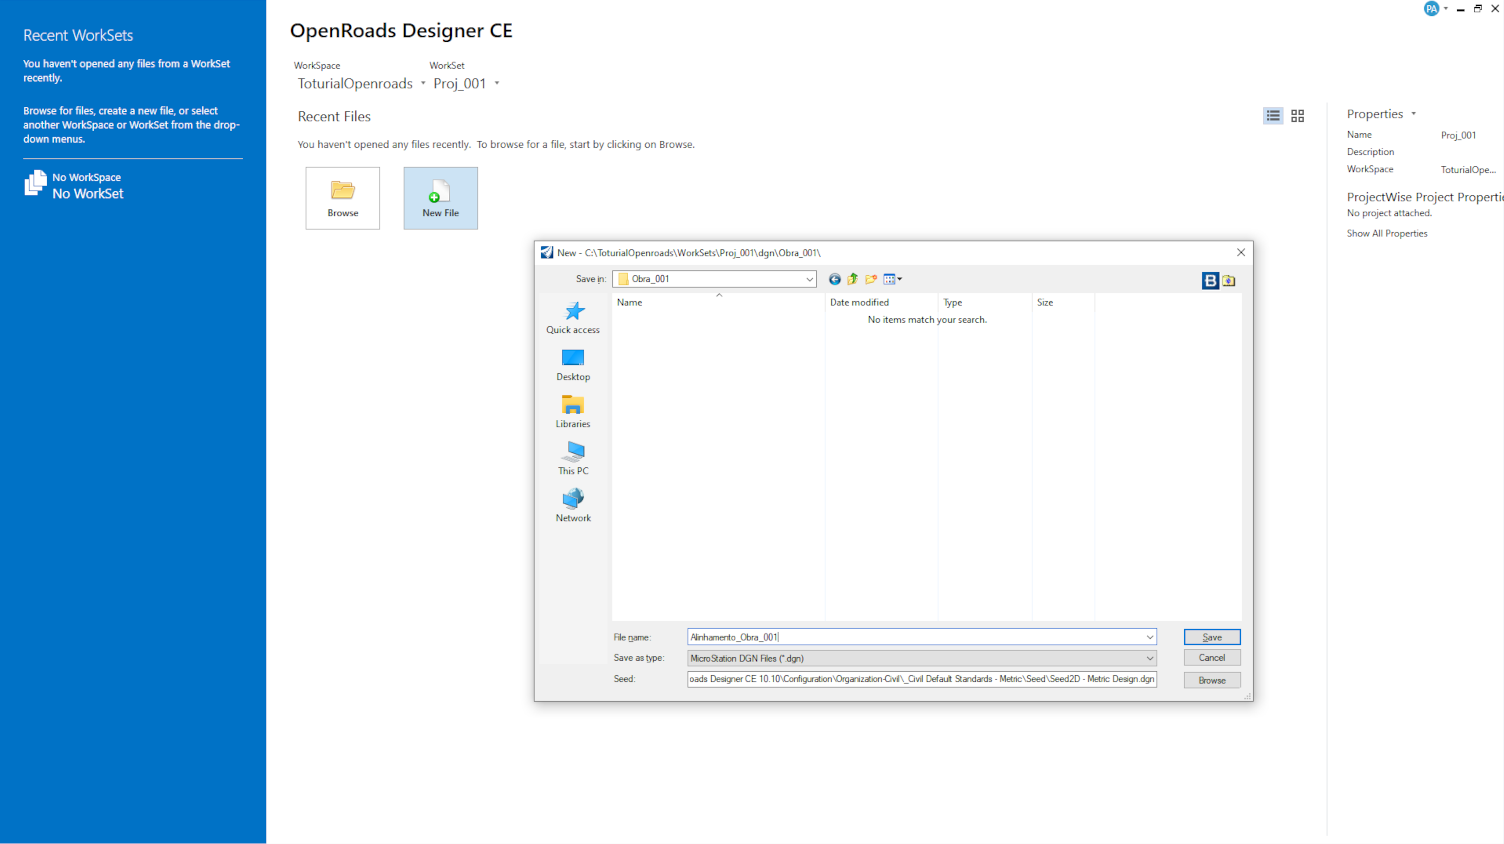 Recent WorkSets
You haven't opened any files from a WorkSet
recently.
Browse for files, create a new file, or select
another WorkSpace or WorkSet from the drop-
down menus.
No WorkSpace
No WorkSet
PA
OpenRoads Designer CE
WorkSpace
WorkSet
ToturialOpenroads
Proj_001
Recent Files
You haven't opened any files recently. To browse for a file, start by clicking on Browse.
Browse
New File
Properties
Name
Proj_001
Description
WorkSpace
ToturialOpe...
ProjectWise Project Properti
No project attached.
Show All Properties
New - C:\ToturialOpenroads\WorkSets\Proj_001\dgn\Obra_001\
Save in:
Obra_001
B
Name
Date modified
Type
Size
No items match your search.
Quick access
Desktop
Libraries
This PC
Network
File name:
Alinhamento_Obra_001
Save
Save as type:
MicroStation DGN Files (*.dgn)
Cancel
Seed:
oads Designer CE 10.10\Configuration\Organization-Civil\_Civil Default Standards - Metric\Seed\Seed2D - Metric Design.dgn
Browse